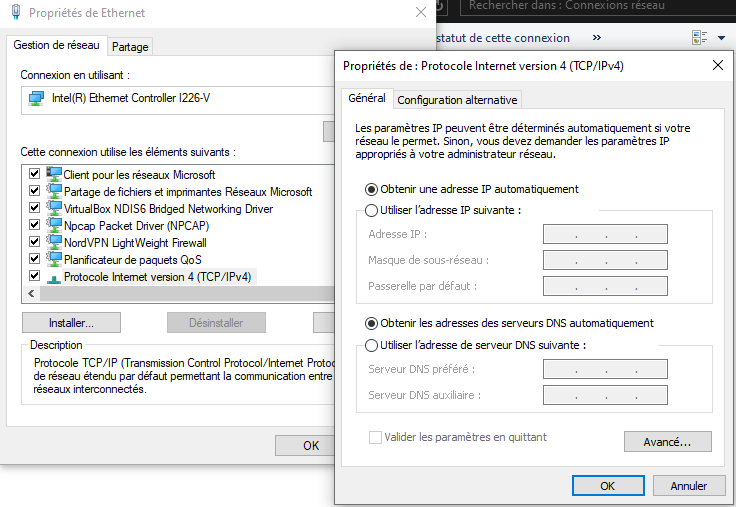 Propriétés de Ethernet
Gestion de réseau
Partage
Connexion en utilisant :
Intel(R) Ethernet Controller I226-V
Cette connexion utilise les éléments suivants :
Client pour les réseaux Microsoft
Partage de fichiers et imprimantes Réseaux Microsoft
VirtualBox NDIS6 Bridged Networking Driver
Npcap Packet Driver (NPCAP)
NordVPN LightWeight Firewall
Planificateur de paquets QoS
Protocole Internet version 4 (TCP/IPv4)
Installer...
Désinstaller
Description
Protocole TCP/IP (Transmission Control Protocol/Internet Protoc
de réseau étendu par défaut permettant la communication entre
réseaux interconnectés.
OK
Rechercher dans : Connexions réseau
statut de cette connexion
»
Propriétés de : Protocole Internet version 4 (TCP/IPv4)
Général
Configuration alternative
Les paramètres IP peuvent être déterminés automatiquement si votre
réseau le permet. Sinon, vous devez demander les paramètres IP
appropriés à votre administrateur réseau.
Obtenir une adresse IP automatiquement
Utiliser l'adresse IP suivante :
Adresse IP :
Masque de sous-réseau :
Passerelle par défaut :
Obtenir les adresses des serveurs DNS automatiquement
Utiliser l'adresse de serveur DNS suivante :
Serveur DNS préféré :
Serveur DNS auxiliaire :
Valider les paramètres en quittant
Avancé...
OK
Annuler